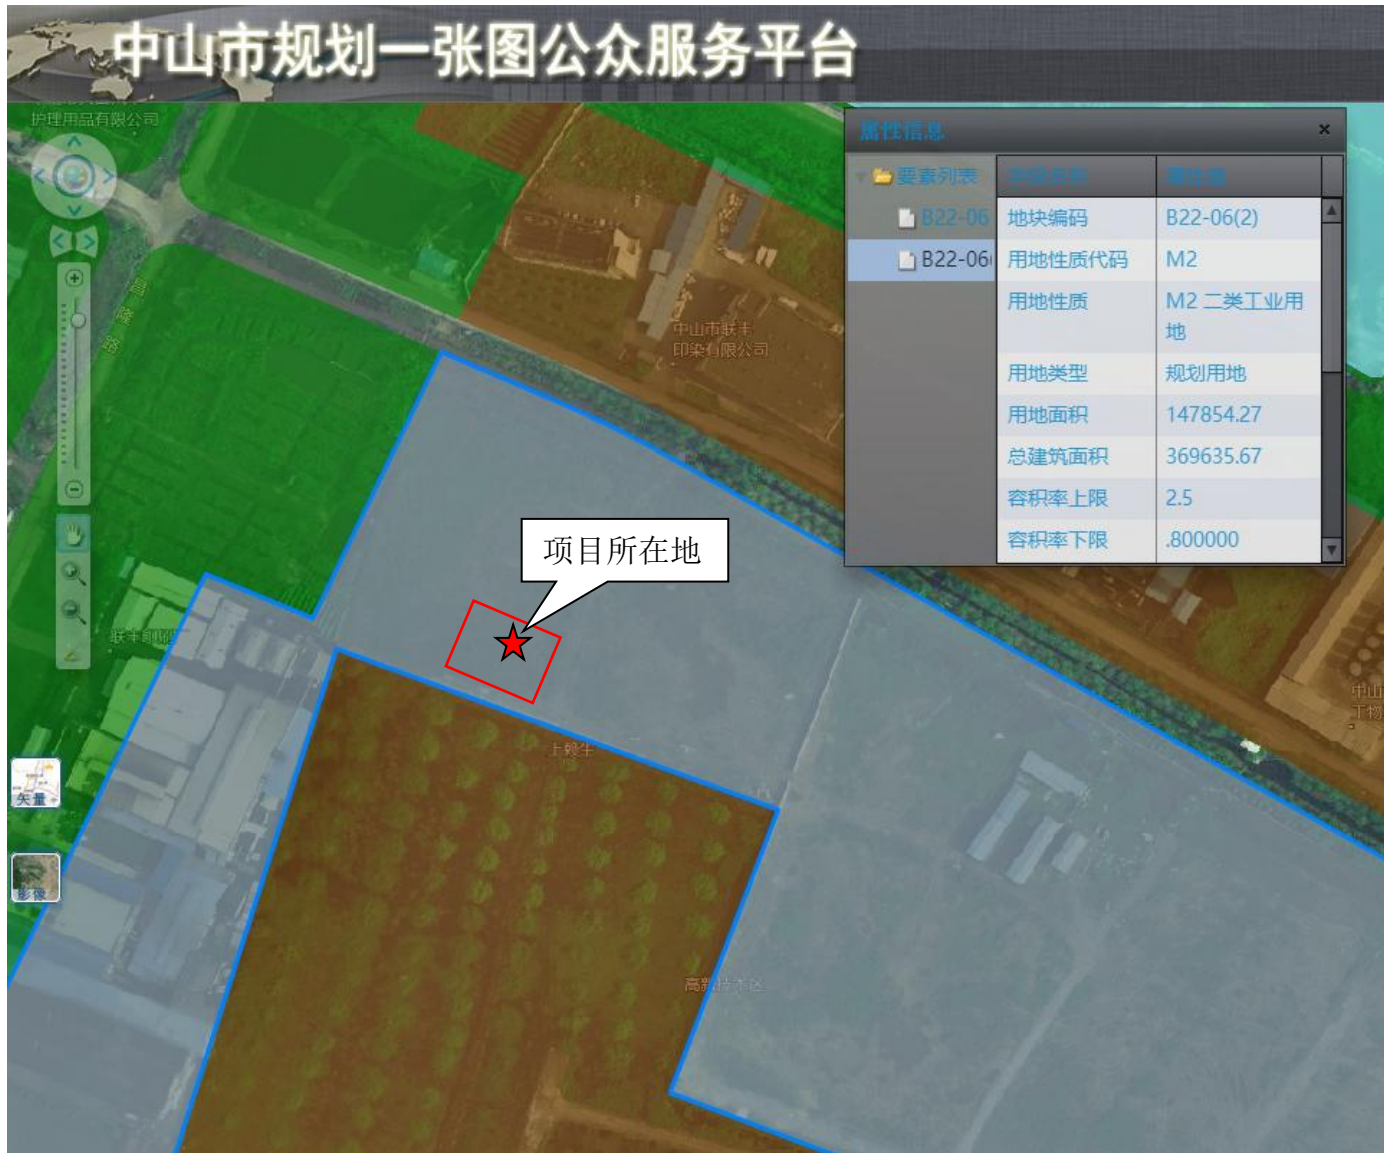 中山市规划一张图公众服务平台
护理用品有限公司
属性信息
×
要素列表
B22-06
B22-06(
地块编码 B22-06(2)
用地性质代码 M2
用地性质 M2 二类工业用
地
用地类型 规划用地
用地面积 147854.27
总建筑面积 369635.67
容积率上限 2.5
容积率下限 .800000
昌
隆
路
中山市联丰
印染有限公司
项目所在地
中山
矢量
影像